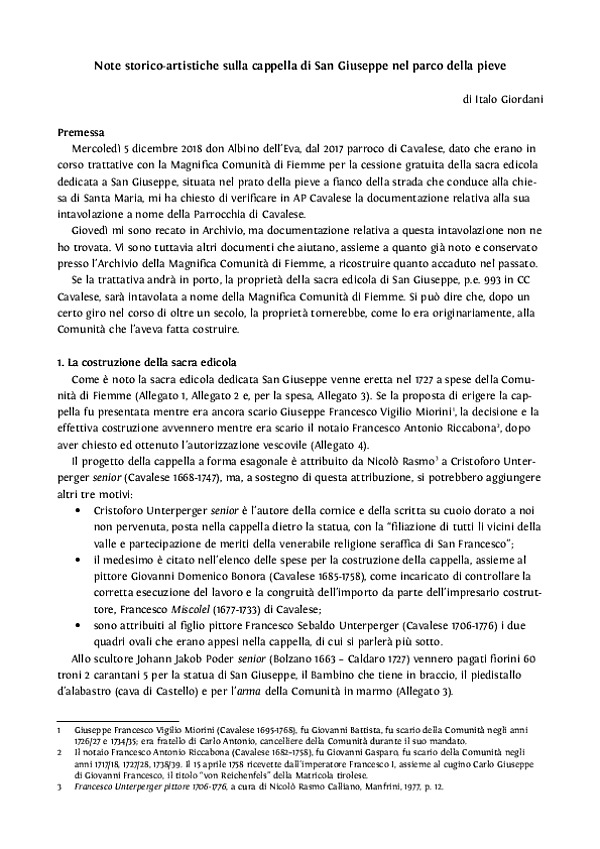 Note storico-artistiche sulla cappella di San Giuseppe nel parco della pieve
di Italo Giordani
Premessa
Mercoledì 5 dicembre 2018 don Albino dell'Eva, dal 2017 parroco di Cavalese, dato che erano in
corso trattative con la Magnifica Comunità di Fiemme per la cessione gratuita della sacra edicola
dedicata a San Giuseppe, situata nel prato della pieve a fianco della strada che conduce alla chie-
sa di Santa Maria, mi ha chiesto di verificare in AP Cavalese la documentazione relativa alla sua
intavolazione a nome della Parrocchia di Cavalese.
Giovedì mi sono recato in Archivio, ma documentazione relativa a questa intavolazione non ne
ho trovata. Vi sono tuttavia altri documenti che aiutano, assieme a quanto già noto e conservato
presso l'Archivio della Magnifica Comunità di Fiemme, a ricostruire quanto accaduto nel passato.
Se la trattativa andrà in porto, la proprietà della sacra edicola di San Giuseppe, p.e. 993 in CC
Cavalese, sarà intavolata a nome della Magnifica Comunità di Fiemme. Si può dire che, dopo un
certo giro nel corso di oltre un secolo, la proprietà tornerebbe, come lo era originariamente, alla
Comunità che l'aveva fatta costruire.
1. La costruzione della sacra edicola
Come è noto la sacra edicola dedicata San Giuseppe venne eretta nel 1727 a spese della Comu-
nità di Fiemme (Allegato 1, Allegato 2 e, per la spesa, Allegato 3). Se la proposta di erigere la cap-
pella fu presentata mentre era ancora scario Giuseppe Francesco Vigilio Miorini1, la decisione e la
effettiva costruzione avvennero mentre era scario il notaio Francesco Antonio Riccabona2, dopo
aver chiesto ed ottenuto l'autorizzazione vescovile (Allegato 4).
Il progetto della cappella a forma esagonale è attribuito da Nicolò Rasmo3 a Cristoforo Unter-
perger senior (Cavalese 1668-1747), ma, a sostegno di questa attribuzione, si potrebbero aggiungere
altri tre motivi:
• Cristoforo Unterperger senior è l'autore della cornice e della scritta su cuoio dorato a noi
non pervenuta, posta nella cappella dietro la statua, con la "filiazione di tutti li vicini della
valle e partecipazione de meriti della venerabile religione seraffica di San Francesco";
• il medesimo è citato nell'elenco delle spese per la costruzione della cappella, assieme al
pittore Giovanni Domenico Bonora (Cavalese 1685-1758), come incaricato di controllare la
corretta esecuzione del lavoro e la congruità dell'importo da parte dell'impresario costrut-
tore, Francesco Miscolel (1677-1733) di Cavalese;
• sono attribuiti al figlio pittore Francesco Sebaldo Unterperger (Cavalese 1706-1776) i due
quadri ovali che erano appesi nella cappella, di cui si parlerà più sotto.
Allo scultore Johann Jakob Poder senior (Bolzano 1663 – Caldaro 1727) vennero pagati fiorini 60
troni 2 carantani 5 per la statua di San Giuseppe, il Bambino che tiene in braccio, il piedistallo
d'alabastro (cava di Castello) e per l'arma della Comunità in marmo (Allegato 3).
1 Giuseppe Francesco Vigilio Miorini (Cavalese 1695-1768), fu Giovanni Battista, fu scario della Comunità negli anni
1726/27 e 1734/35; era fratello di Carlo Antonio, cancelliere della Comunità durante il suo mandato.
2 Il notaio Francesco Antonio Riccabona (Cavalese 1682–1758), fu Giovanni Gasparo, fu scario della Comunità negli
anni 1717/18, 1727/28, 1738/39. Il 15 aprile 1758 ricevette dall'imperatore Francesco I, assieme al cugino Carlo Giuseppe
di Giovanni Francesco, il titolo "von Reichenfels" della Matricola tirolese.
3 Francesco Unterperger pittore 1706-1776, a cura di Nicolò Rasmo Calliano, Manfrini, 1977, p. 12.